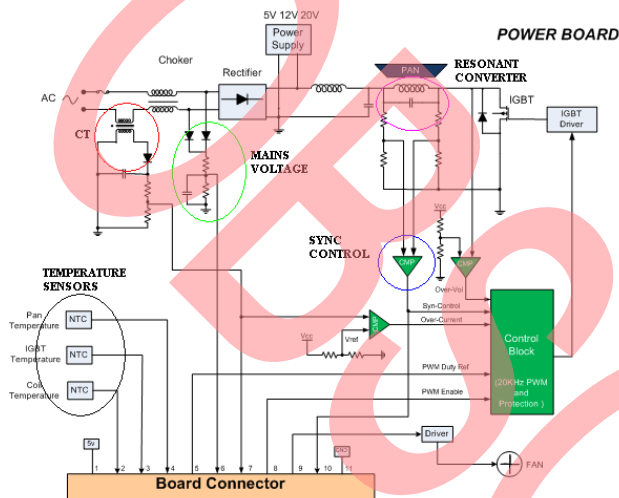 5V 12V 20V
POWER BOARD
Power
Supply
Choker
Rectifier
PAN
RESONANT
CONVERTER
AC
IGBT
IGBT
Driver
CT
MAINS
VOLTAGE
SYNC
CONTROL
Vcc
CMP
CMP
Over-Vol
TEMPERATURE
SENSORS
Pan
Temperature
NTC
Syn-Control
CMP
Over-Current
Vcc
Vref
Control
Block
(20KHz PWM
and
Protection )
IGBT
Temperature
NTC
PWM Duty Ref
Coil
Temperature
NTC
PWM Enable
5v
GND
Driver
FAN
1 2 3 4 5 6 7 8 9 10 11
Board Connector